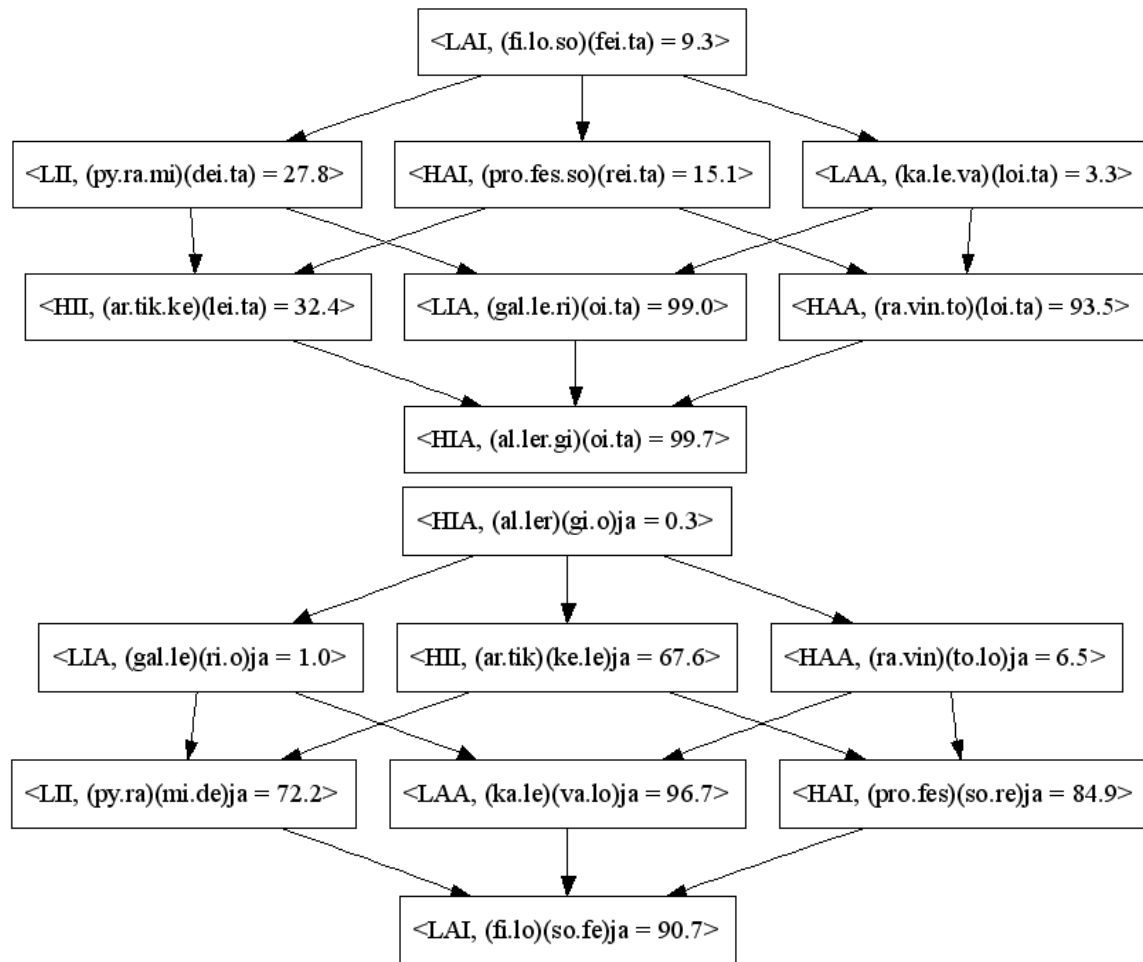 <LAI, (fi.lo.so)(fei.ta) = 9.3>
<LII, (py.ra.mi)(dei.ta) = 27.8>
<HAI, (pro.fes.so)(rei.ta) = 15.1>
<LAA, (ka.le.va)(loi.ta) = 3.3>
<HII, (ar.tik.ke)(lei.ta) = 32.4>
<LIA, (gal.le.ri)(oi.ta) = 99.0>
<HAA, (ra.vin.to)(loi.ta) = 93.5>
<HIA, (al.ler.gi)(oi.ta) = 99.7>
<HIA, (al.ler)(gi.o)ja = 0.3>
<LIA, (gal.le)(ri.o)ja = 1.0>
<HII, (ar.tik)(ke.le)ja = 67.6>
<HAA, (ra.vin)(to.lo)ja = 6.5>
<LII, (py.ra)(mi.de)ja = 72.2>
<LAA, (ka.le)(va.lo)ja = 96.7>
<HAI, (pro.fes)(so.re)ja = 84.9>
<LAI, (fi.lo)(so.fe)ja = 90.7>